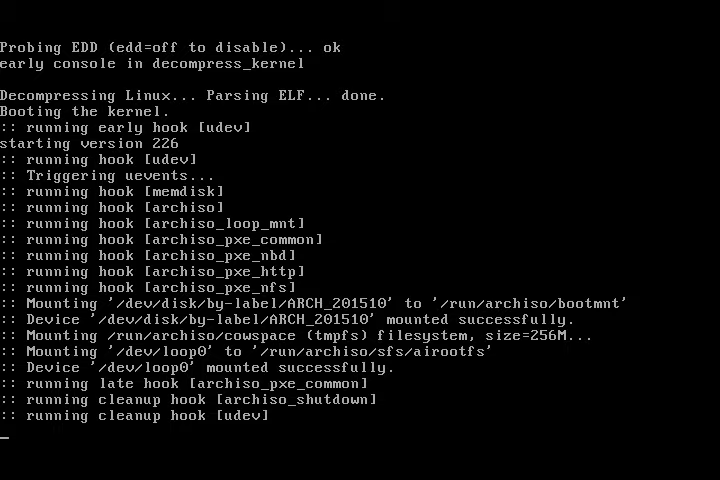 Probing EDD (edd=off to disable)... ok
early console in decompress_kernel
Decompressing Linux... Parsing ELF... done.
Booting the kernel.
:: running early hook [udev]
starting version 226
:: running hook [udev]
:: Triggering uevents...
:: running hook [memdisk]
:: running hook [archiso]
:: running hook [archiso_loop_mnt]
:: running hook [archiso_pxe_common]
:: running hook [archiso_pxe_nbd]
:: running hook [archiso_pxe_http]
:: running hook [archiso_pxe_nfs]
:: Mounting '/dev/disk/by-label/ARCH_201510' to '/run/archiso/bootmnt'
:: Device '/dev/disk/by-label/ARCH_201510' mounted successfully.
:: Mounting /run/archiso/cowspace (tmpfs) filesystem, size=256M...
:: Mounting '/dev/loop0' to '/run/archiso/sfs/airootfs'
:: Device '/dev/loop0' mounted successfully.
:: running late hook [archiso_pxe_common]
:: running cleanup hook [archiso_shutdown]
:: running cleanup hook [udev]